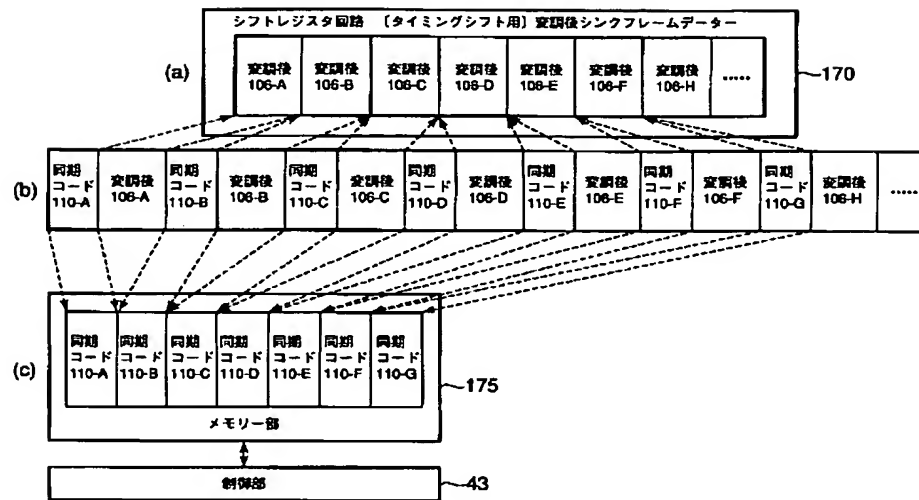 シフトレジスタ回路 〔タイミングシフト用〕変調後シンクフレームデーター
(a)
変調後
106-A
変調後
106-B
変調後
106-C
変調後
106-D
変調後
106-E
変調後
106-F
変調後
106-H
.....
170
(b)
同期
コード
110-A
変調後
106-A
同期
コード
110-B
変調後
106-B
同期
コード
110-C
変調後
106-C
同期
コード
110-D
変調後
106-D
同期
コード
110-E
変調後
106-E
同期
コード
110-F
変調後
106-F
同期
コード
110-G
変調後
106-H
.....
(c)
同期
コード
110-A
同期
コード
110-B
同期
コード
110-C
同期
コード
110-D
同期
コード
110-E
同期
コード
110-F
同期
コード
110-G
175
メモリー部
制御部
43